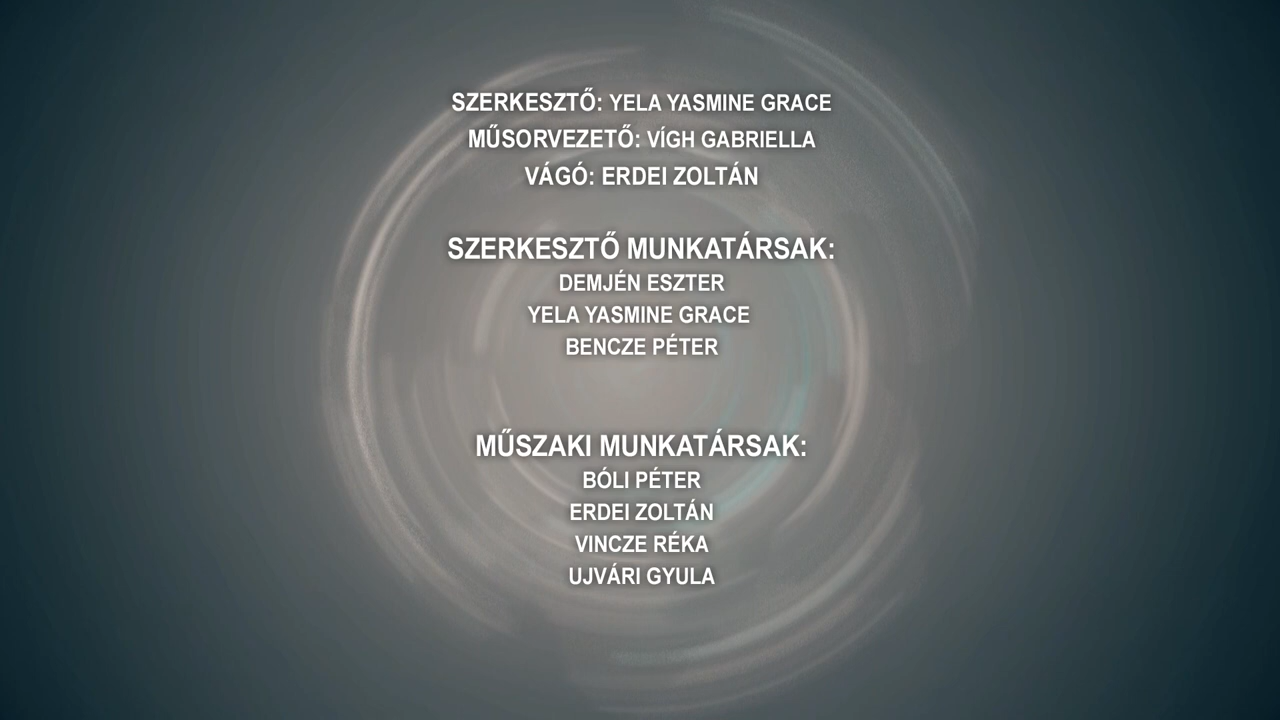 SZERKESZTŐ: YELA YASMINE GRACE
MŰSORVEZETŐ: VÍGH GABRIELLA
VÁGÓ: ERDEI ZOLTÁN
SZERKESZTŐ MUNKATÁRSAK:
DEMJÉN ESZTER
YELA YASMINE GRACE
BENCZE PÉTER
MŰSZAKI MUNKATÁRSAK:
BÓLI PÉTER
ERDEI ZOLTÁN
VINCZE RÉKA
UJVÁRI GYULA